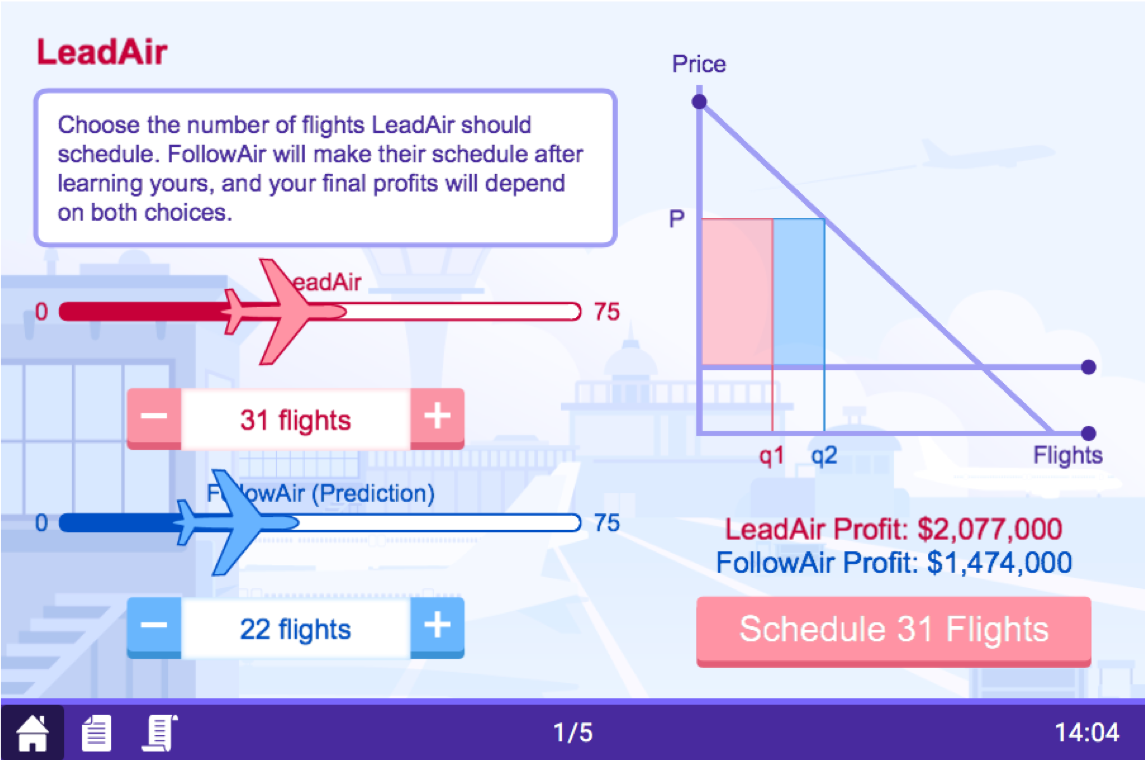 LeadAir
Choose the number of flights LeadAir should
schedule. FollowAir will make their schedule after
learning yours, and your final profits will depend
on both choices.
eadAir
0 75
− 31 flights +
F owAir (Prediction)
0 75
− 22 flights +
Price
P
q1 q2
Flights
LeadAir Profit: $2,077,000
FollowAir Profit: $1,474,000
Schedule 31 Flights
1/5
14:04